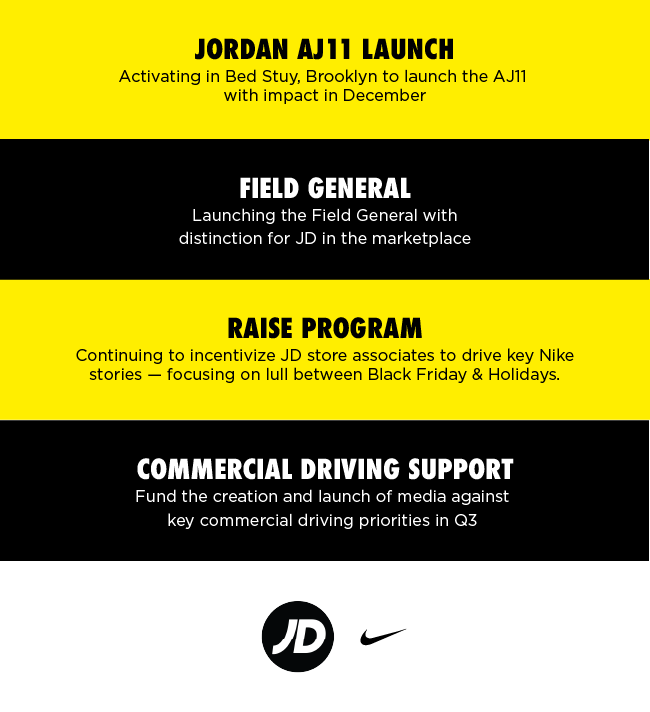 JORDAN AJ11 LAUNCH
Activating in Bed Stuy, Brooklyn to launch the AJ11
with impact in December
FIELD GENERAL
Launching the Field General with
distinction for JD in the marketplace
RAISE PROGRAM
Continuing to incentivize JD store associates to drive key Nike
stories — focusing on lull between Black Friday & Holidays.
COMMERCIAL DRIVING SUPPORT
Fund the creation and launch of media against
key commercial driving priorities in Q3
JD